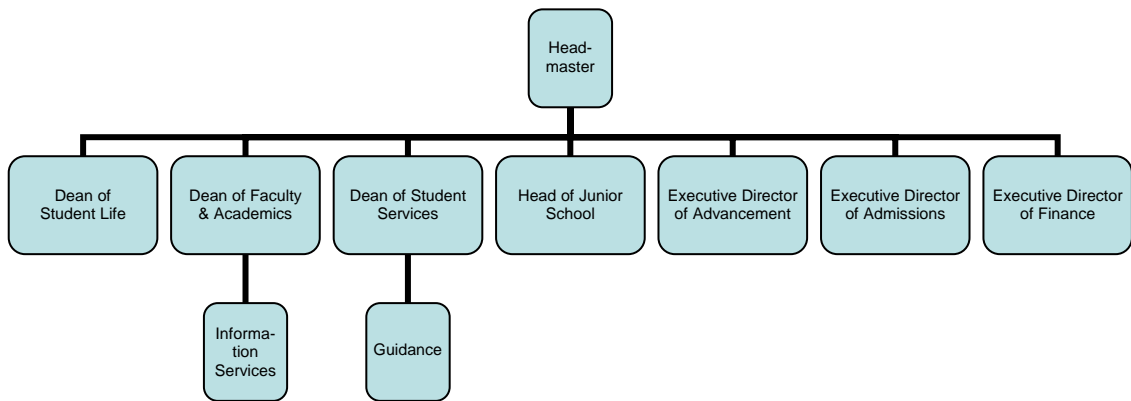 Head-
master
Dean of
Student Life
Dean of Faculty
& Academics
Dean of Student
Services
Head of Junior
School
Executive Director
of Advancement
Executive Director
of Admissions
Executive Director
of Finance
Informa-
tion
Services
Guidance